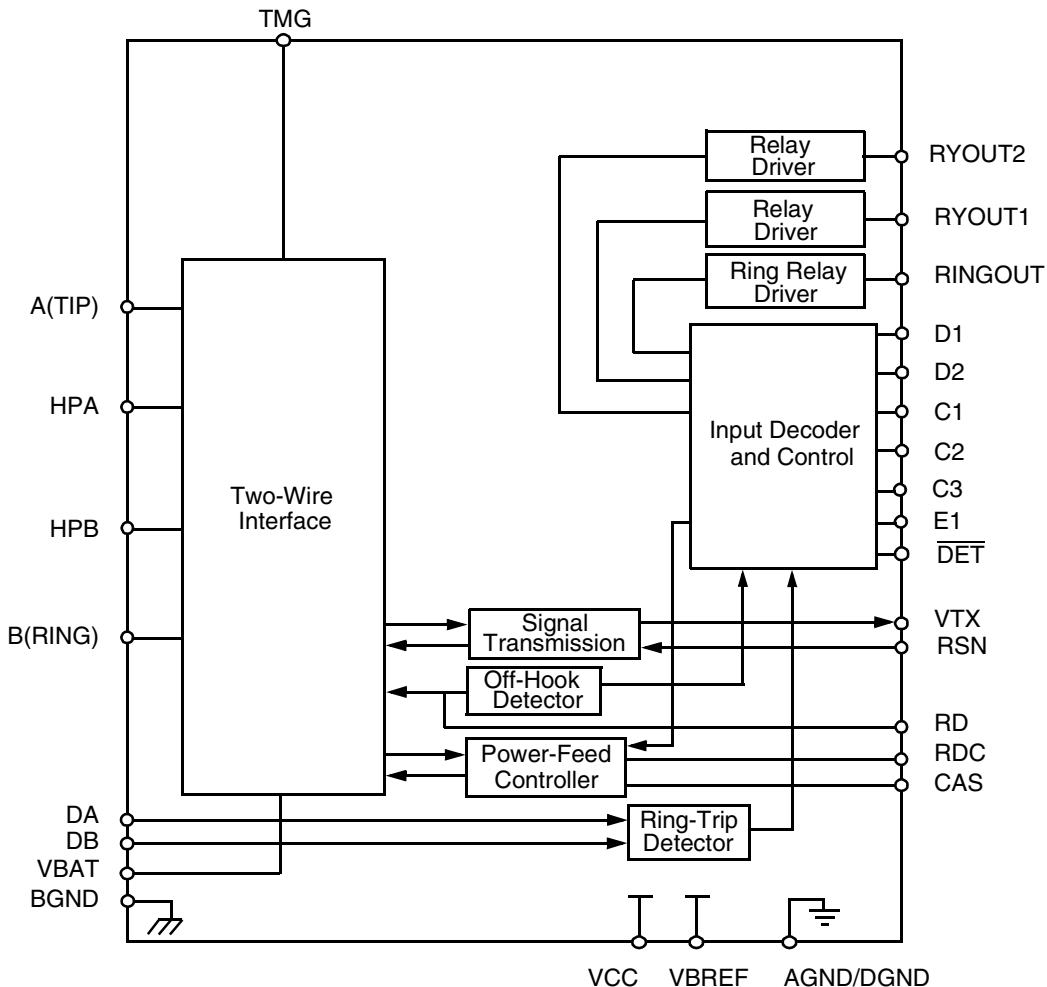 TMG
Relay
Driver
RYOUT2
Relay
Driver
RYOUT1
Ring Relay
Driver
RINGOUT
A(TIP)
HPA
HPB
B(RING)
Two-Wire
Interface
Input Decoder
and Control
D1
D2
C1
C2
C3
E1
DET
Signal
Transmission
VTX
RSN
Off-Hook
Detector
RD
Power-Feed
Controller
RDC
CAS
DA
DB
VBAT
BGND
Ring-Trip
Detector
VCC
VBREF
AGND/DGND